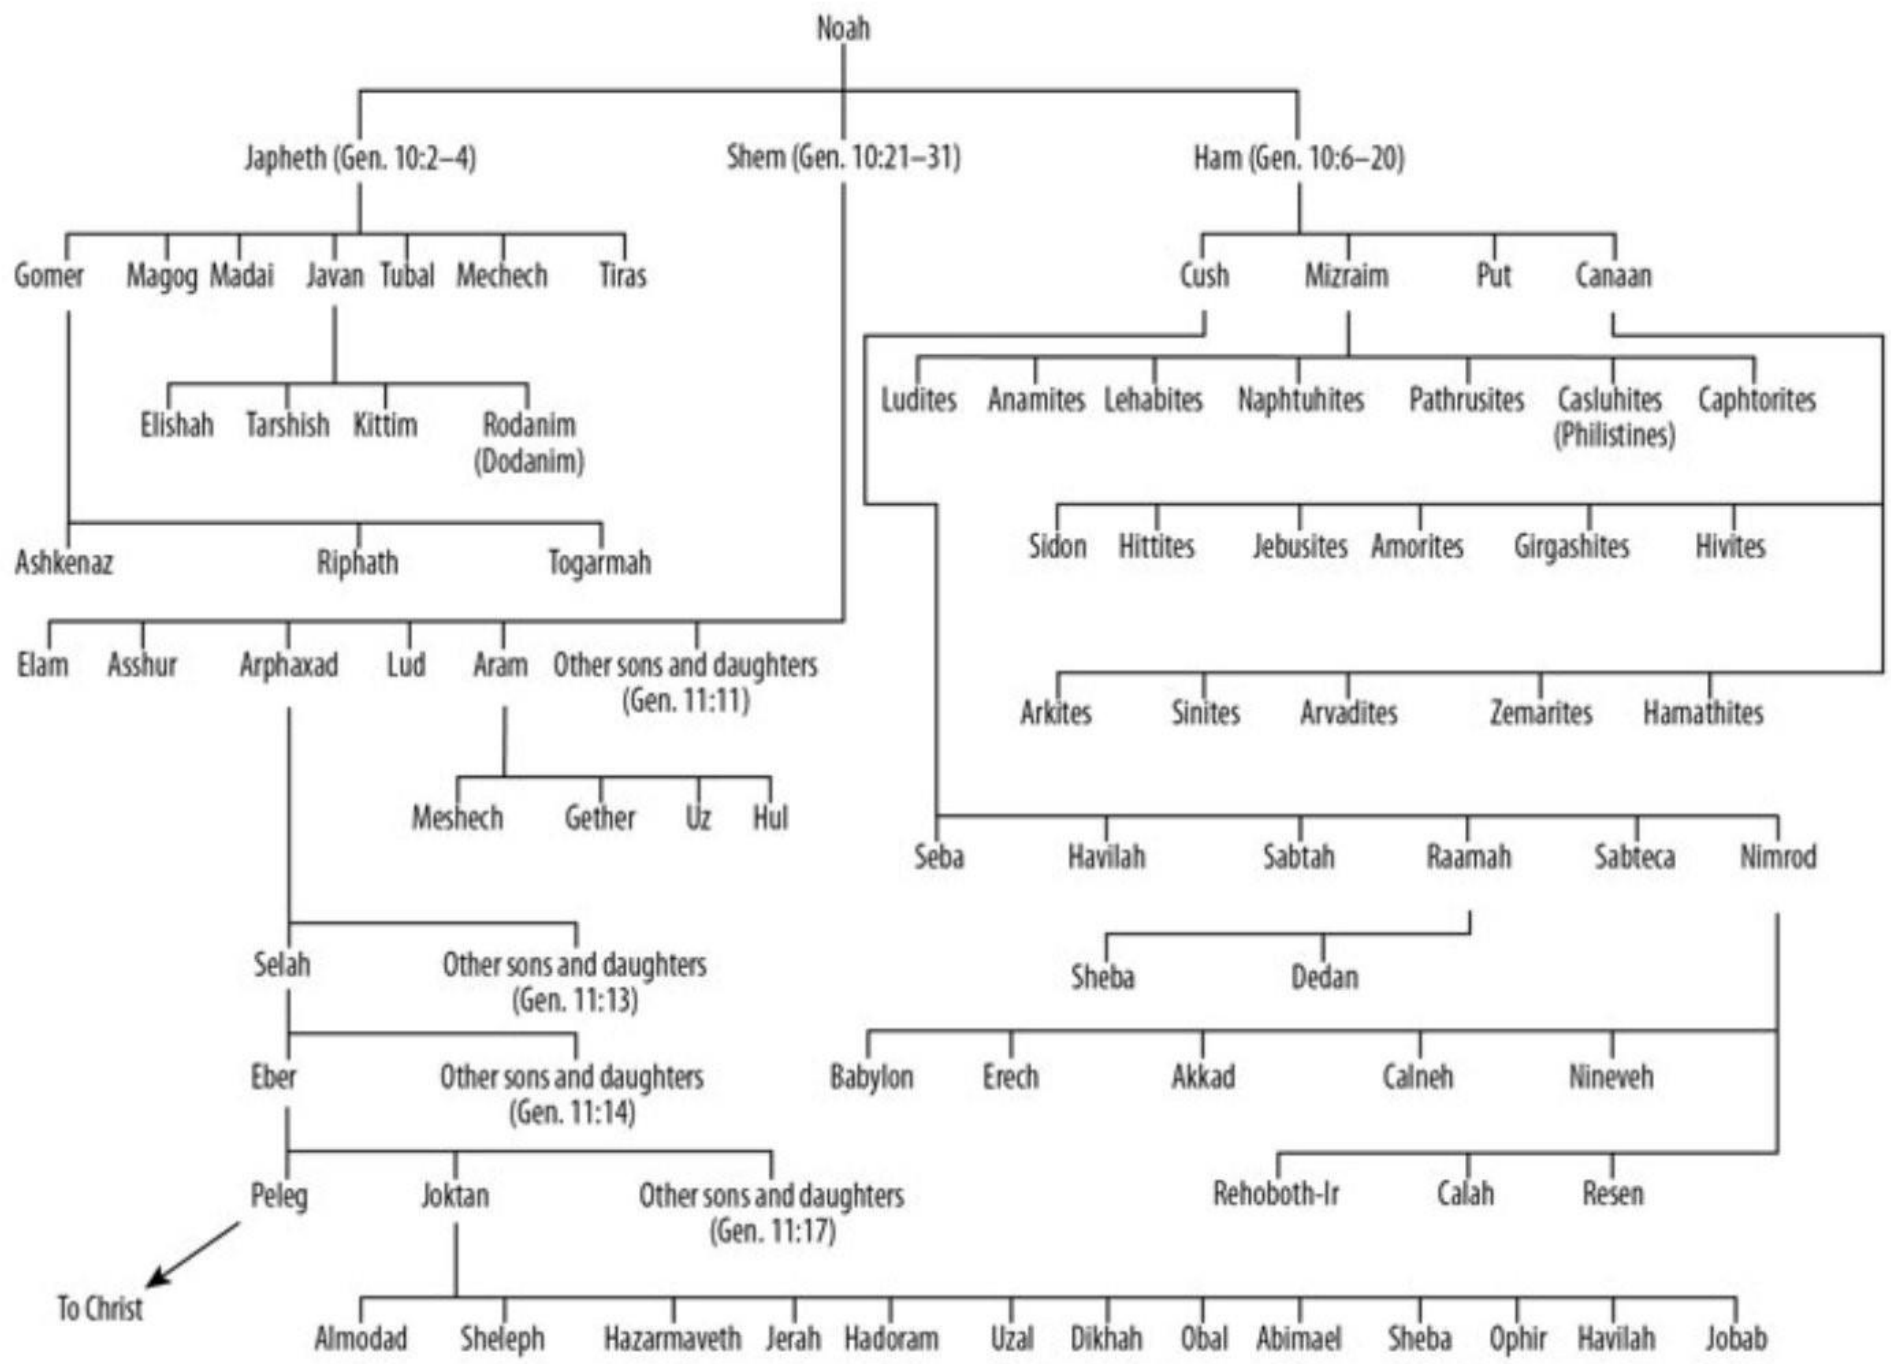 Noah
Japheth (Gen. 10:2–4) Shem (Gen. 10:21–31) Ham (Gen. 10:6–20)
Gomer Magog Madai Javan Tubal Mechech Tiras Cush Mizraim Put Canaan
Ludites Anamites Lehabites Naphtuhites Pathrusites Casluhites Caphtorites
(Philistines)
Elishah Tarshish Kittim Rodanim
(Dodanim)
Sidon Hittites Jebusites Amorites Girgashites Hivites
Ashkenaz Riphath Togarmah
Elam Asshur Arphaxad Lud Aram Other sons and daughters
(Gen. 11:11)
Arkites Sinites Arvadites Zemarites Hamathites
Meshech Gether Uz Hul
Seba Havilah Sabtah Raamah Sabteca Nimrod
Selah Other sons and daughters
(Gen. 11:13)
Sheba Dedan
Eber Other sons and daughters
(Gen. 11:14)
Babylon Erech Akkad Calneh Nineveh
Peleg Joktan Other sons and daughters
(Gen. 11:17)
Rehoboth-Ir Calah Resen
To Christ
Almodad Sheleph Hazarmaveth Jerah Hadoram Uzal Dikhah Obal Abimael Sheba Ophir Havilah Jobab